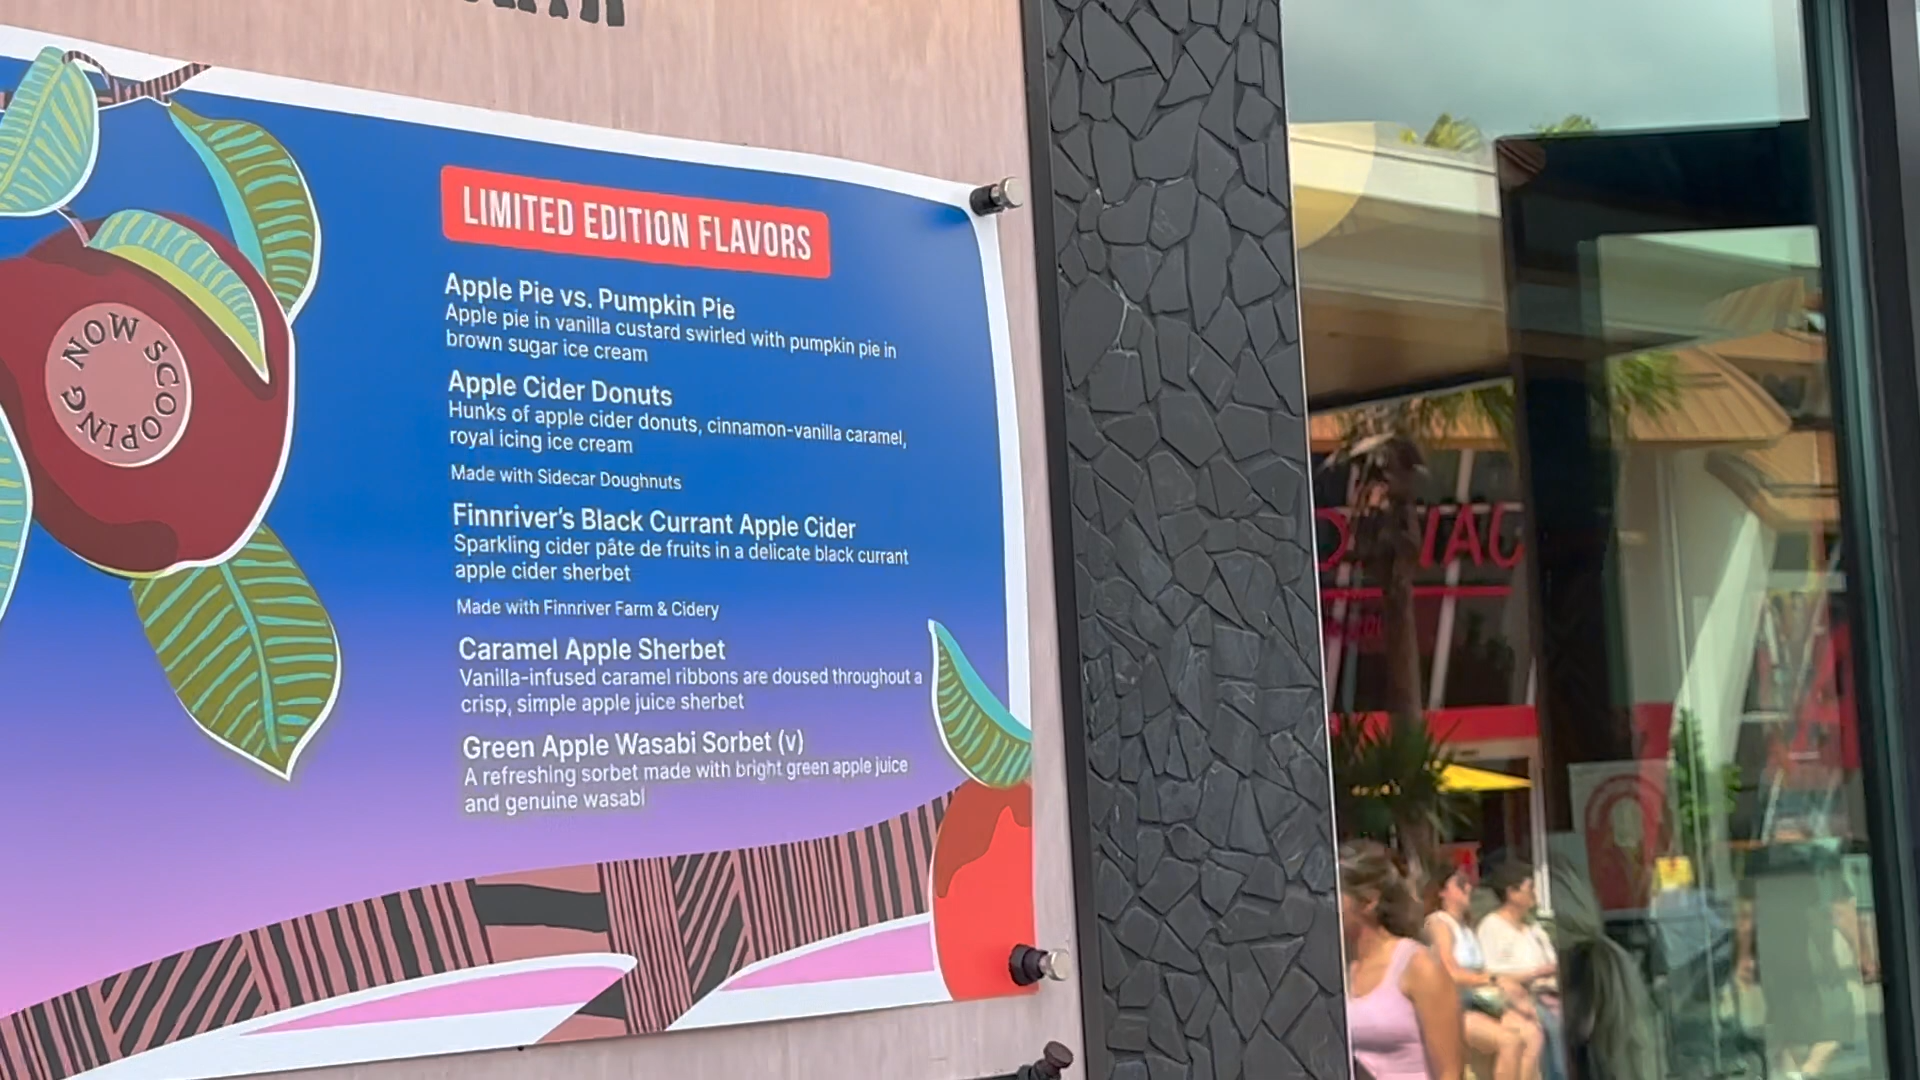 LIMITED EDITION FLAVORS
Apple Pie vs. Pumpkin Pie
Apple pie in vanilla custard swirled with pumpkin pie in
brown sugar ice cream
Apple Cider Donuts
Hunks of apple cider donuts, cinnamon-vanilla caramel,
royal icing ice cream
Made with Sidecar Doughnuts
Finnriver's Black Currant Apple Cider
Sparkling cider pâte de fruits in a delicate black currant
apple cider sherbet
Made with Finnriver Farm & Cidery
Caramel Apple Sherbet
Vanilla-infused caramel ribbons are doused throughout a
crisp, simple apple juice sherbet
Green Apple Wasabi Sorbet (v)
A refreshing sorbet made with bright green apple juice
and genuine wasabi
NOW SCOOPING